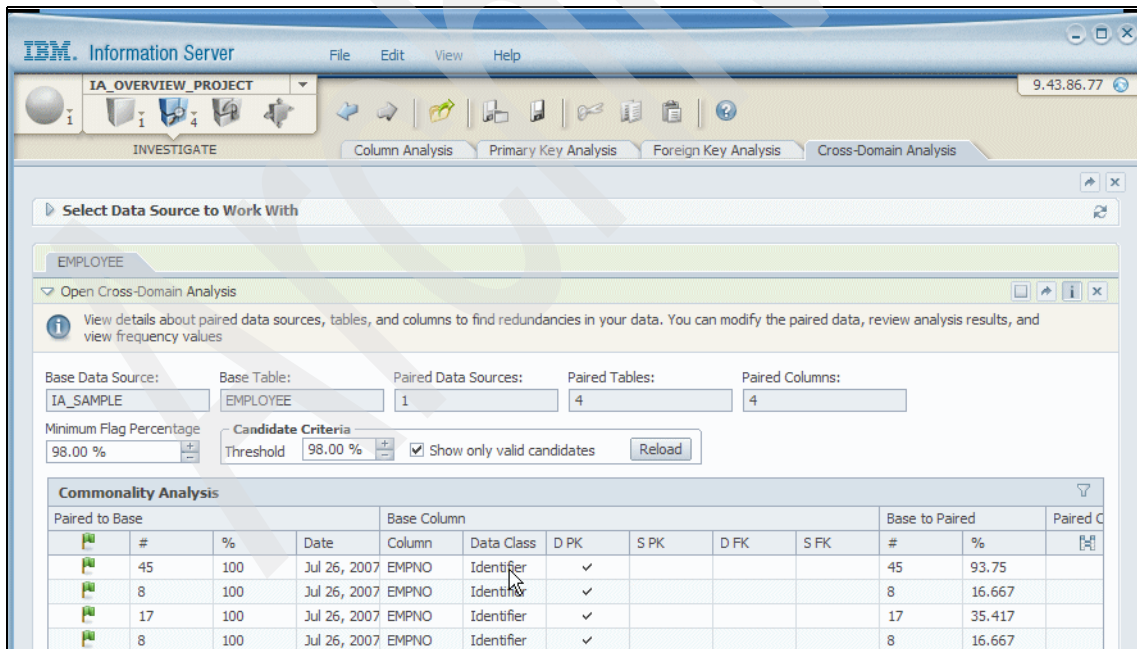 IBM. Information Server File Edit View Help
IA_OVERVIEW_PROJECT 9.43.86.77
1 1 4
INVESTIGATE Column Analysis Primary Key Analysis Foreign Key Analysis Cross-Domain Analysis
Select Data Source to Work With
EMPLOYEE
Open Cross-Domain Analysis
View details about paired data sources, tables, and columns to find redundancies in your data. You can modify the paired data, review analysis results, and
view frequency values
Base Data Source: Base Table: Paired Data Sources: Paired Tables: Paired Columns:
IA_SAMPLE EMPLOYEE 1 4 4
Minimum Flag Percentage Candidate Criteria
98.00 % Threshold 98.00 % Show only valid candidates Reload
Commonality Analysis
Paired to Base Base Column Base to Paired Paired C
# % Date Column Data Class D PK S PK D FK S FK # %
45 100 Jul 26, 2007 EMPNO Identifier ✓ 45 93.75
8 100 Jul 26, 2007 EMPNO Identifier ✓ 8 16.667
17 100 Jul 26, 2007 EMPNO Identifier ✓ 17 35.417
8 100 Jul 26, 2007 EMPNO Identifier ✓ 8 16.667